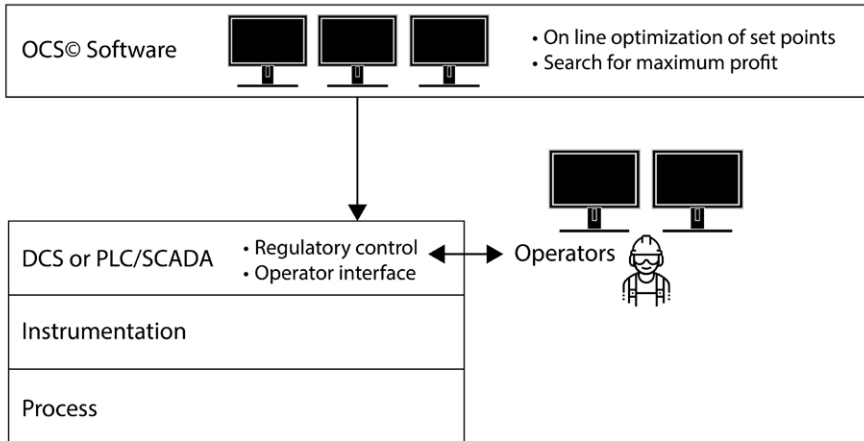 OCS© Software
• On line optimization of set points
• Search for maximum profit
DCS or PLC/SCADA
• Regulatory control
• Operator interface
Operators
Instrumentation
Process